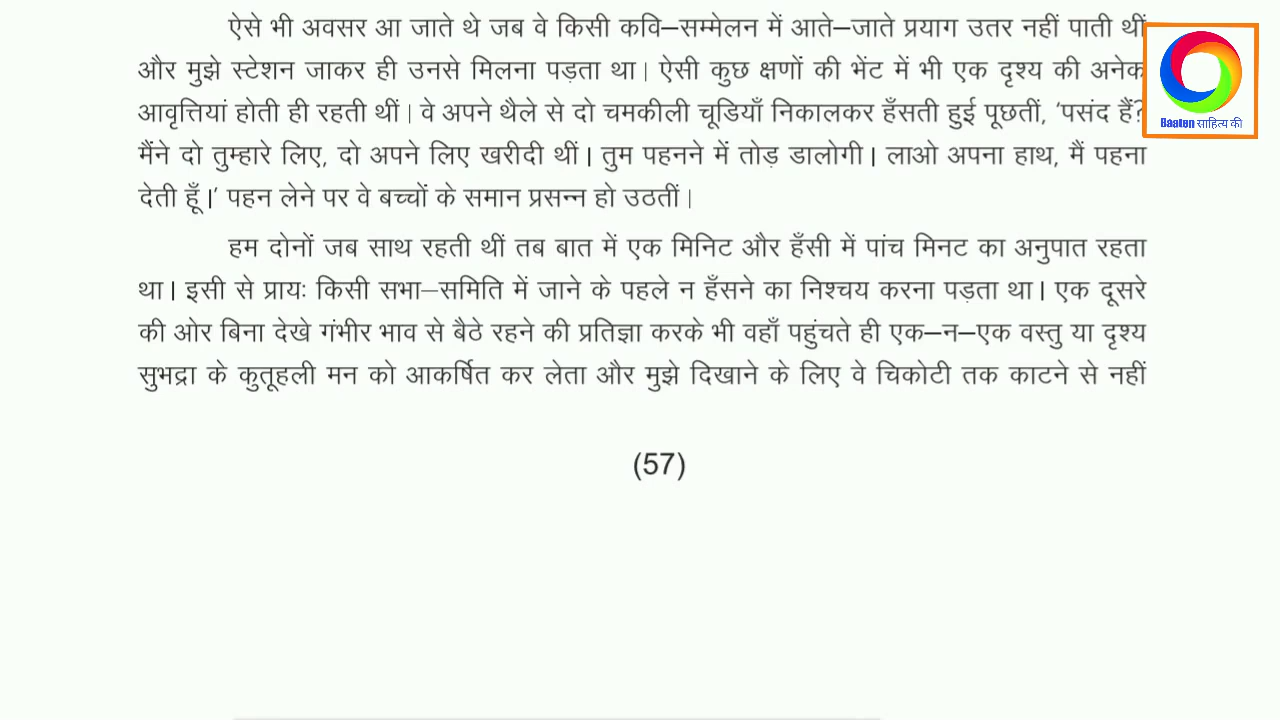 ऐसे भी अवसर आ जाते थे जब वे किसी कवि–सम्मेलन में आते–जाते प्रयाग उतर नहीं पाती थीं
और मुझे स्टेशन जाकर ही उनसे मिलना पड़ता था। ऐसी कुछ क्षणों की भेंट में भी एक दृश्य की अनेक
आवृत्तियां होती ही रहती थीं। वे अपने थैले से दो चमकीली चूडियाँ निकालकर हँसती हुई पूछतीं, 'पसंद हैं?
मैंने दो तुम्हारे लिए, दो अपने लिए खरीदी थीं। तुम पहनने में तोड़ डालोगी। लाओ अपना हाथ, मैं पहना
देती हूँ।' पहन लेने पर वे बच्चों के समान प्रसन्न हो उठतीं।
हम दोनों जब साथ रहती थीं तब बात में एक मिनिट और हँसी में पांच मिनट का अनुपात रहता
था। इसी से प्रायः किसी सभा–समिति में जाने के पहले न हँसने का निश्चय करना पड़ता था। एक दूसरे
की ओर बिना देखे गंभीर भाव से बैठे रहने की प्रतिज्ञा करके भी वहाँ पहुंचते ही एक–न–एक वस्तु या दृश्य
सुभद्रा के कुतूहली मन को आकर्षित कर लेता और मुझे दिखाने के लिए वे चिकोटी तक काटने से नहीं
(57)
Baaten साहित्य की